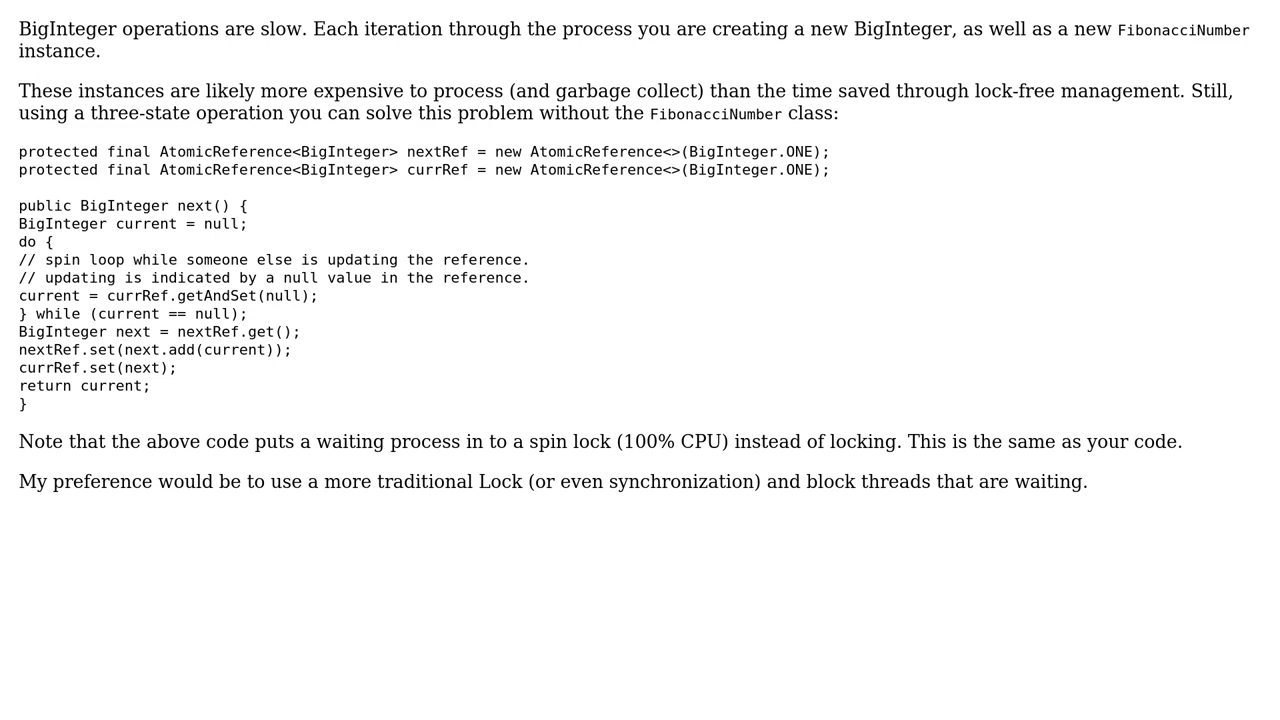 BigInteger operations are slow. Each iteration through the process you are creating a new BigInteger, as well as a new FibonacciNumber
instance.
These instances are likely more expensive to process (and garbage collect) than the time saved through lock-free management. Still,
using a three-state operation you can solve this problem without the FibonacciNumber class:
protected final AtomicReference<BigInteger> nextRef = new AtomicReference<>(BigInteger.ONE);
protected final AtomicReference<BigInteger> currRef = new AtomicReference<>(BigInteger.ONE);
public BigInteger next() {
BigInteger current = null;
do {
// spin loop while someone else is updating the reference.
// updating is indicated by a null value in the reference.
current = currRef.getAndSet(null);
} while (current == null);
BigInteger next = nextRef.get();
nextRef.set(next.add(current));
currRef.set(next);
return current;
}
Note that the above code puts a waiting process in to a spin lock (100% CPU) instead of locking. This is the same as your code.
My preference would be to use a more traditional Lock (or even synchronization) and block threads that are waiting.